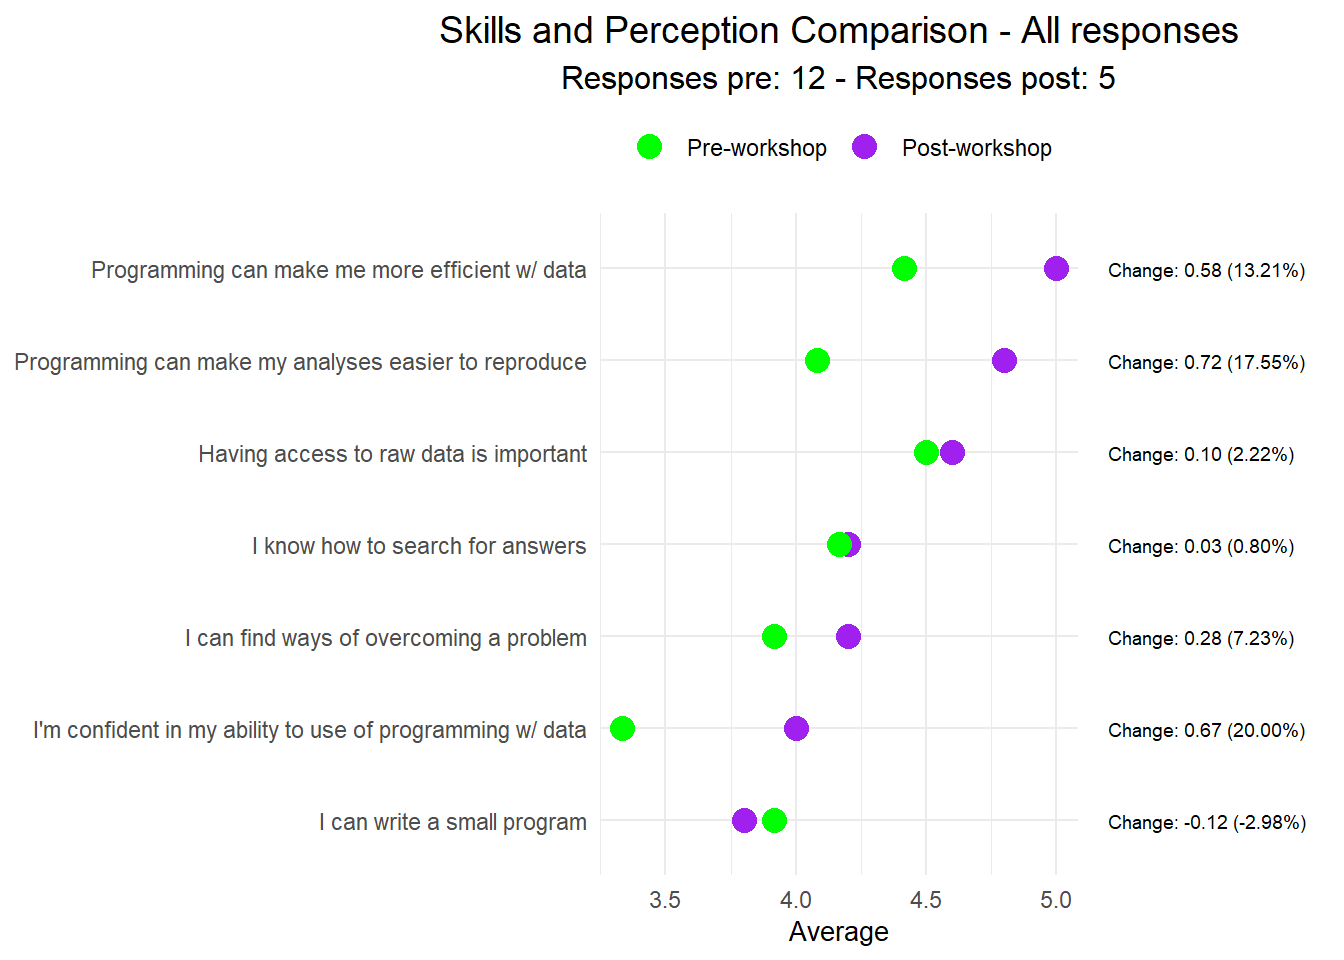 Skills and Perception Comparison - All responses
Responses pre: 12 - Responses post: 5
Pre-workshop Post-workshop
Programming can make me more efficient w/ data Change: 0.58 (13.21%)
Programming can make my analyses easier to reproduce Change: 0.72 (17.55%)
Having access to raw data is important Change: 0.10 (2.22%)
I know how to search for answers Change: 0.03 (0.80%)
I can find ways of overcoming a problem Change: 0.28 (7.23%)
I'm confident in my ability to use of programming w/ data Change: 0.67 (20.00%)
I can write a small program Change: -0.12 (-2.98%)
3.5 4.0 4.5 5.0
Average